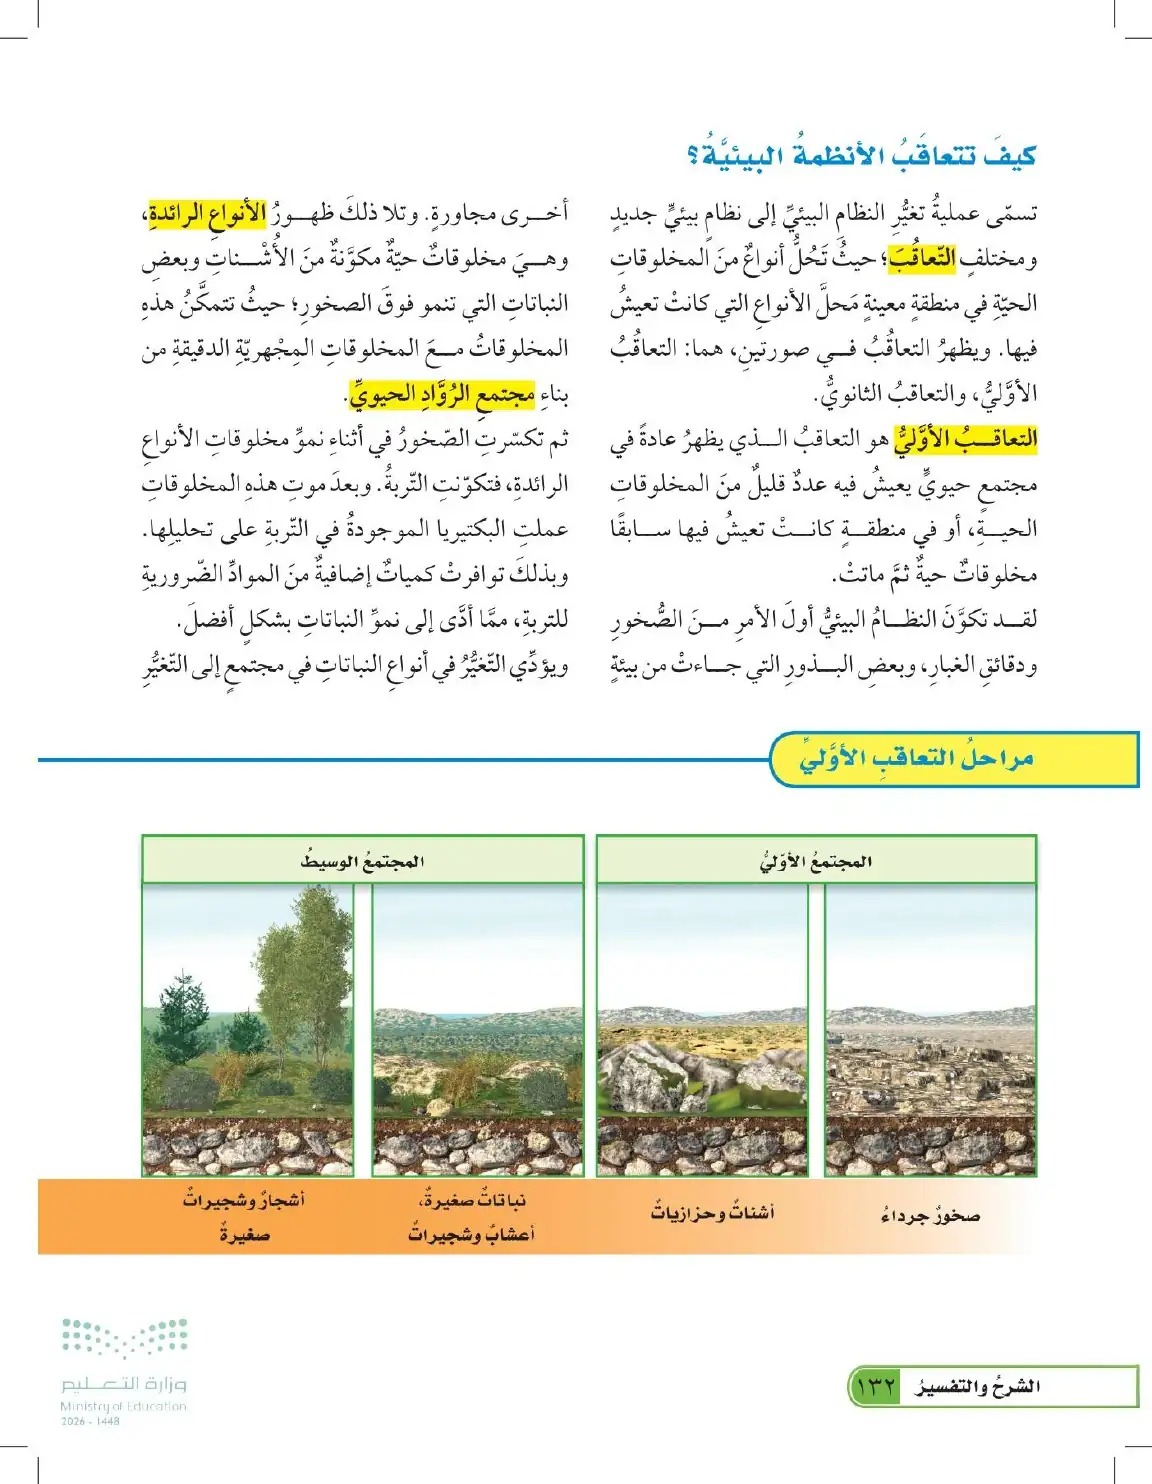 كيفَ تتعاقَبُ الأنظمةُ البيئيَّةُ؟
تسمّى عمليةُ تغيُّرِ النظامِ البيئيِّ إلى نظامٍ بيئيٍّ جديدٍ
ومختلفٍ التّعاقُبَ؛ حيثُ تَحُلُّ أنواعٌ منَ المخلوقاتِ
الحيّةِ في منطقةٍ معينةٍ مَحلَّ الأنواعِ التي كانتْ تعيشُ
فيها. ويظهرُ التعاقبُ في صورتينِ، هما: التعاقُبُ
الأوَّليُّ، والتعاقبُ الثانويُّ.
التعاقبُ الأوَّليُّ هو التعاقبُ الذي يظهرُ عادةً في
مجتمعٍ حيويٍّ يعيشُ فيه عددٌ قليلٌ منَ المخلوقاتِ
الحيةِ، أو في منطقةٍ كانتْ تعيشُ فيها سابقًا
مخلوقاتٌ حيةٌ ثمَّ ماتتْ.
لقد تكوَّنَ النظامُ البيئيُّ أولَ الأمرِ منَ الصُّخورِ
ودقائقِ الغبارِ، وبعضِ البذورِ التي جاءتْ من بيئةٍ
أخرى مجاورةٍ. وتلا ذلكَ ظهورُ الأنواعِ الرائدةِ،
وهيَ مخلوقاتٌ حيّةٌ مكوَّنةٌ منَ الأُشْناتِ وبعضِ
النباتاتِ التي تنمو فوقَ الصخورِ؛ حيثُ تتمكَّنُ هذهِ
المخلوقاتُ معَ المخلوقاتِ المِجْهريّةِ الدقيقةِ من
بناءِ مجتمعِ الرُوَّادِ الحيويِّ.
ثم تكسّرتِ الصّخورُ في أثناءِ نموِّ مخلوقاتِ الأنواعِ
الرائدةِ، فتكوّنتِ التّربةُ. وبعدَ موتِ هذهِ المخلوقاتِ
عملتِ البكتيريا الموجودةُ في التّربةِ على تحليلِها.
وبذلكَ توافرتْ كمياتٌ إضافيةٌ منَ الموادِّ الضّروريةِ
للتربةِ، ممَّا أدَّى إلى نموِّ النباتاتِ بشكلٍ أفضلَ.
ويؤدِّي التّغيُّرُ في أنواعِ النباتاتِ في مجتمعٍ إلى التّغيُّرِ
مراحلُ التعاقبِ الأوَّليِّ
المجتمعُ الأوّليُّ
المجتمعُ الوسيطُ
صخورٌ جرداءُ
أشناتٌ وحزازياتٌ
نباتاتٌ صغيرةٌ،
أعشابٌ وشجيراتٌ
أشجارٌ وشجيراتٌ
صغيرةٌ
وزارة التعليم
Ministry of Education
2026 - 1448
الشرحُ والتفسيرُ ١٣٢